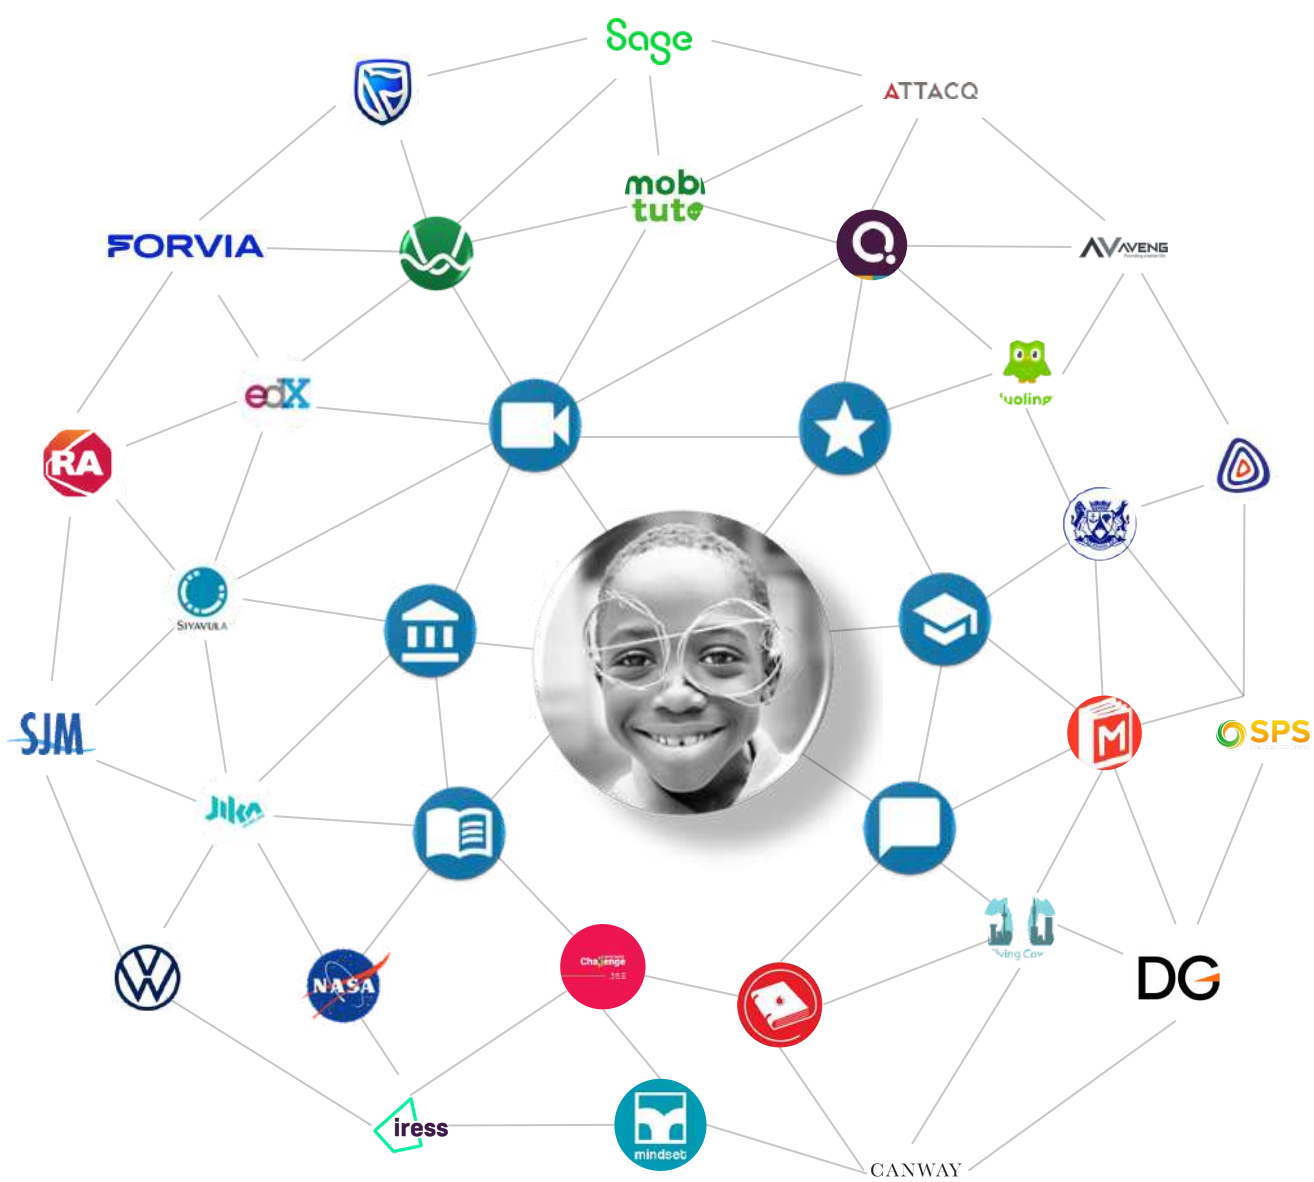 Sage
ATTACQ
mobi
tuto
FORVIA
AVENG
edX
uoling
RA
SIYAVULA
SJM
M
SPS
Jika
Challenge
NASA
DG
iress
mindset
CANWAY